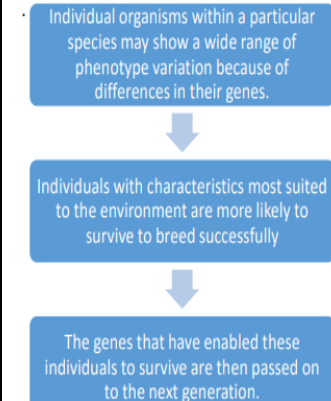 Individual organisms within a particular
species may show a wide range of
phenotype variation because of
differences in their genes.
Individuals with characteristics most suited
to the environment are more likely to
survive to breed successfully
The genes that have enabled these
individuals to survive are then passed on
to the next generation.